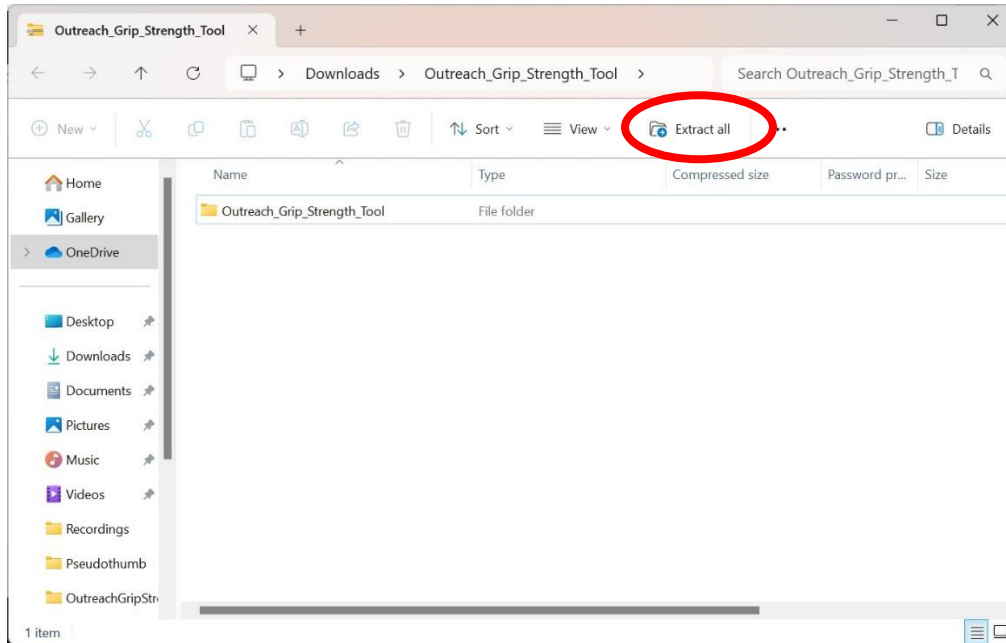 Outreach_Grip_Strength_Tool
Downloads > Outreach_Grip_Strength_Tool > Search Outreach_Grip_Strength_T
New Sort View Extract all Details
Name Type Compressed size Password pr... Size
Outreach_Grip_Strength_Tool File folder
Home
Gallery
OneDrive
Desktop
Downloads
Documents
Pictures
Music
Videos
Recordings
Pseudothumb
OutreachGripStr
1 item